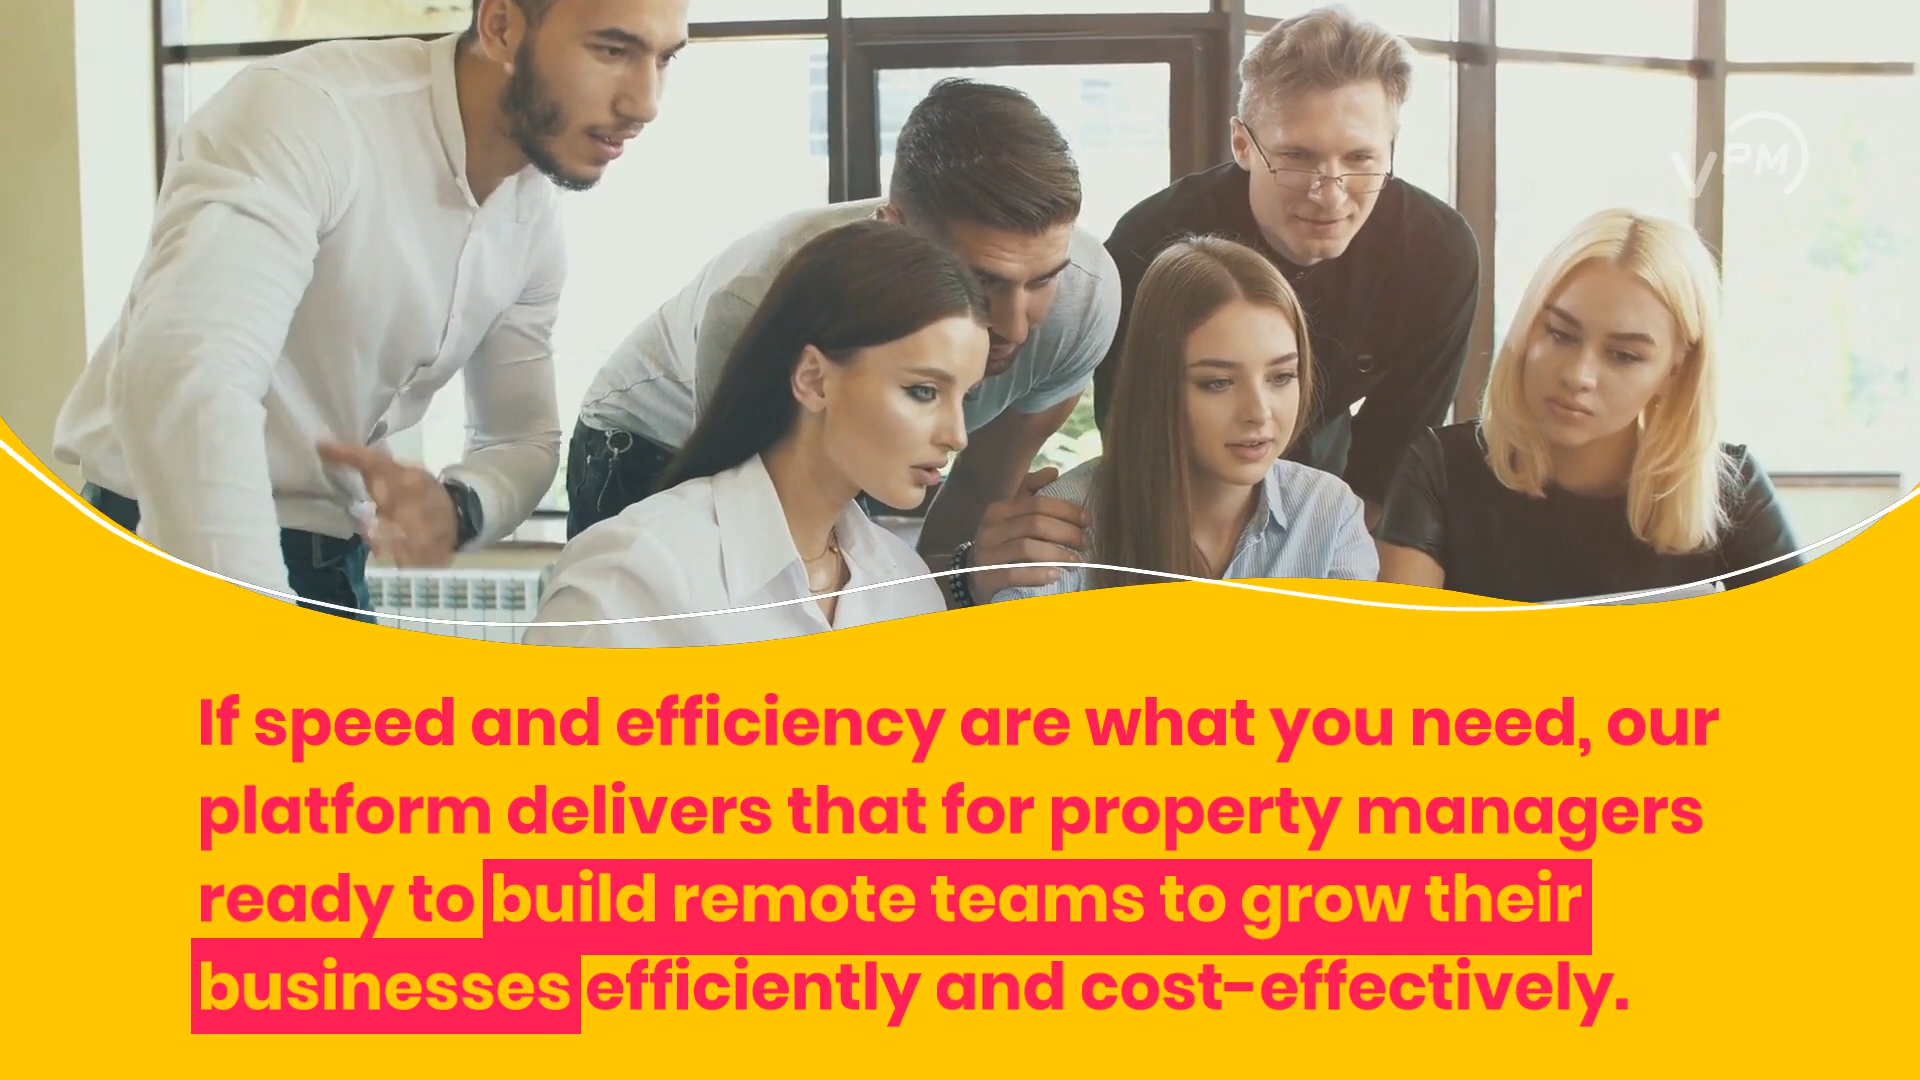 VPM
If speed and efficiency are what you need, our
platform delivers that for property managers
ready to build remote teams to grow their
businesses efficiently and cost-effectively.